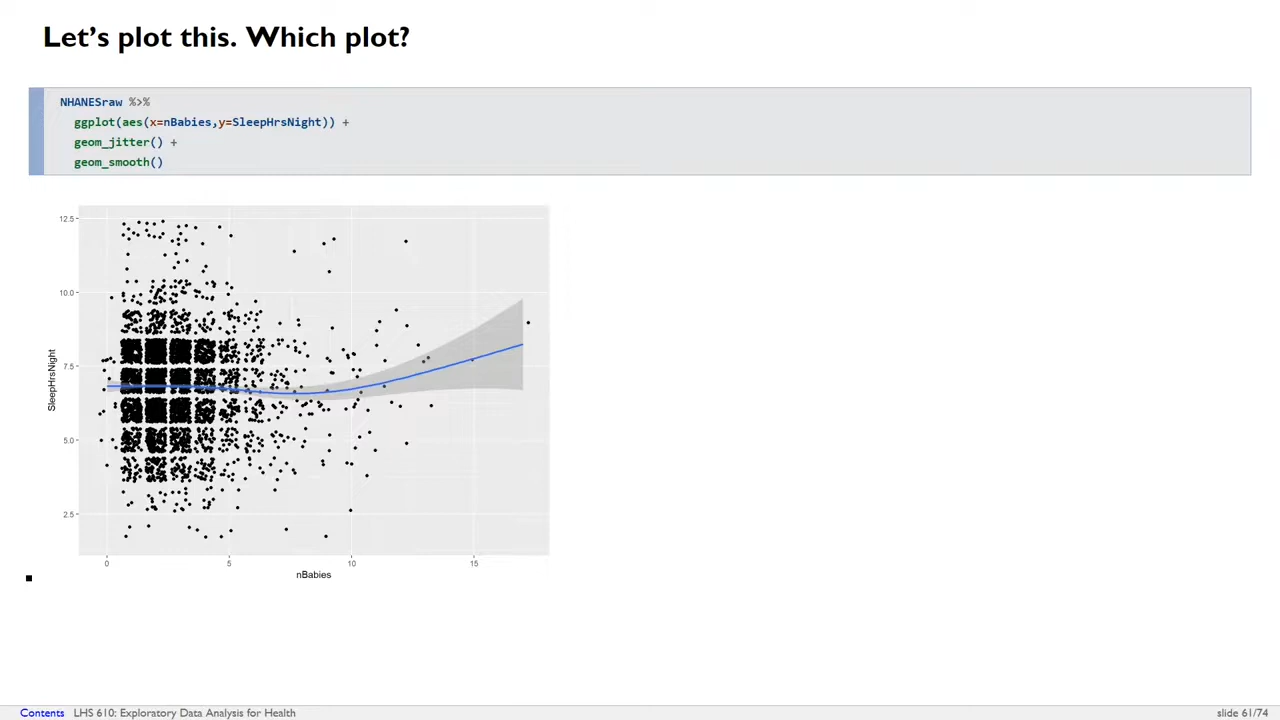 Let's plot this. Which plot?
NHANESraw %>%
ggplot(aes(x=nBabies,y=SleepHrsNight)) +
geom_jitter() +
geom_smooth()
12.5
10.0
7.5
5.0
2.5
SleepHrsNight
0 5 10 15
nBabies
Contents LHS 610: Exploratory Data Analysis for Health slide 61/74